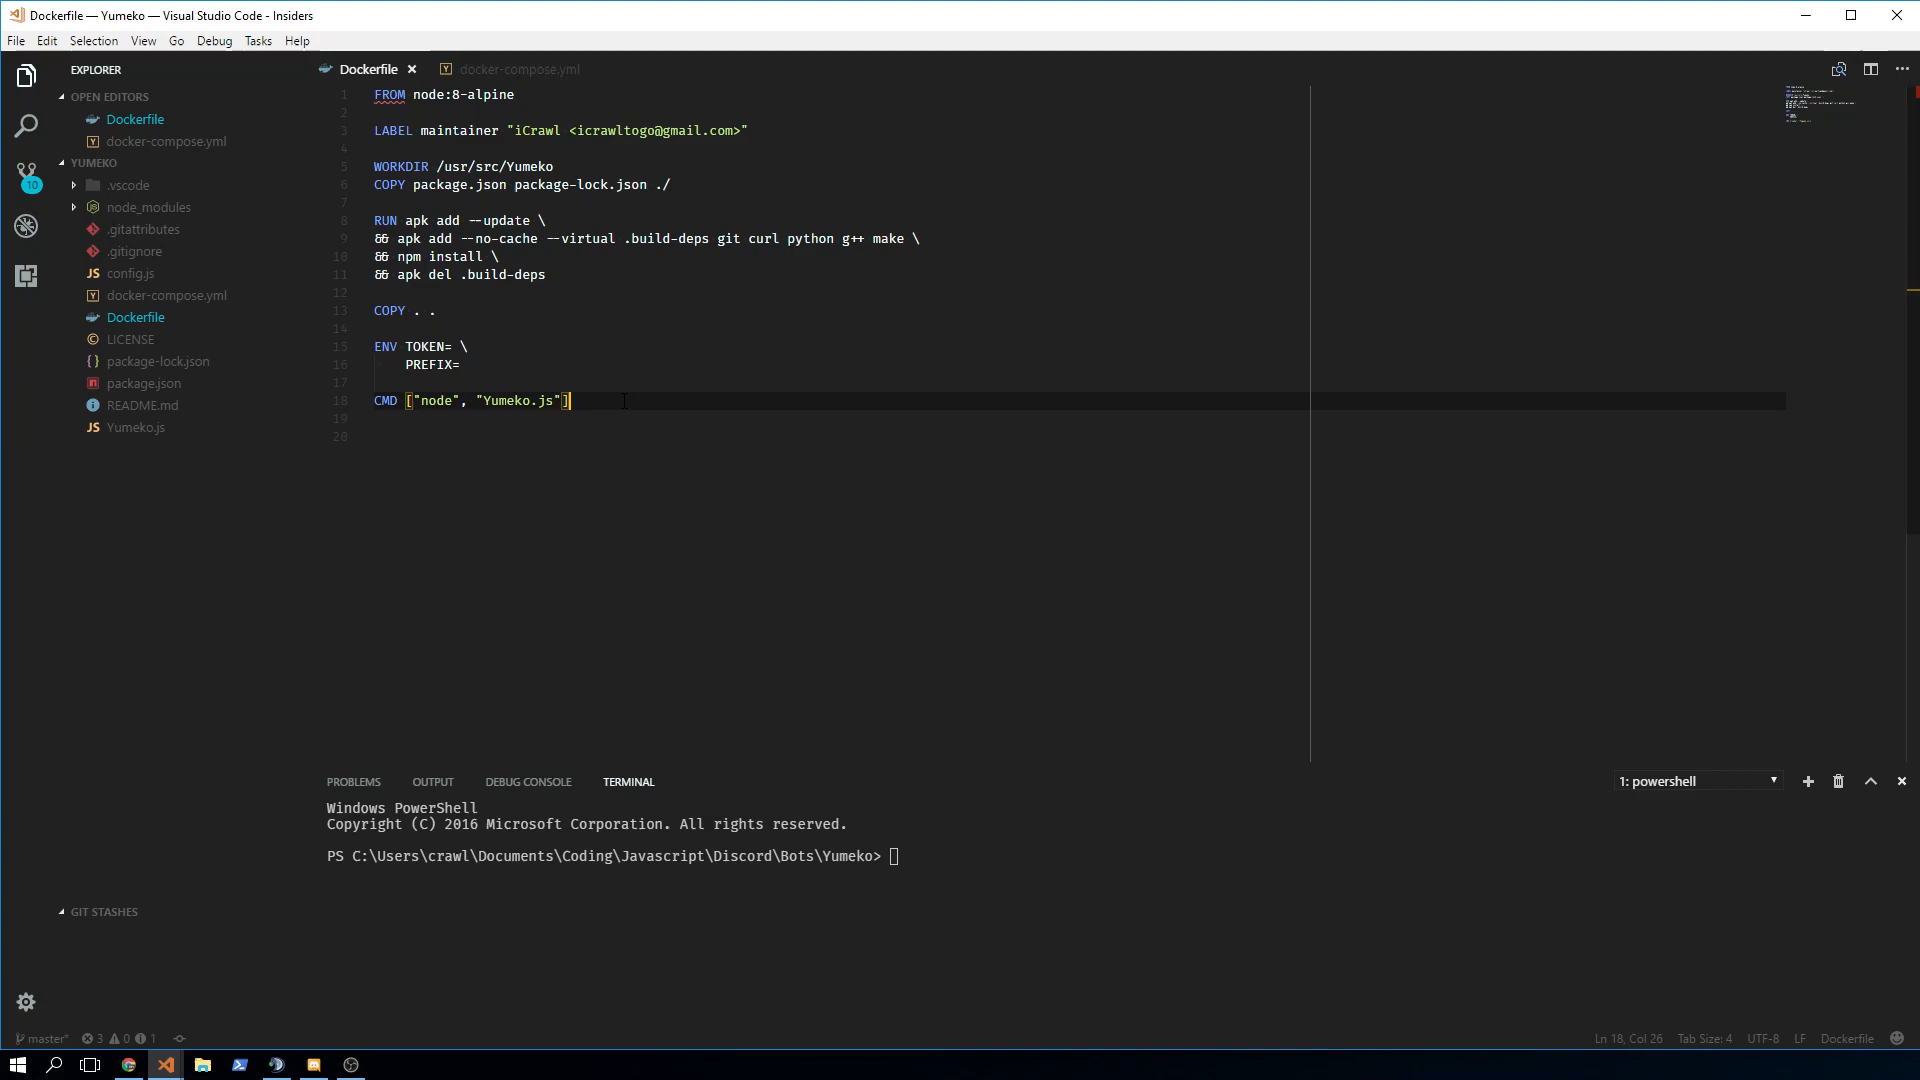 Dockerfile — Yumeko — Visual Studio Code - Insiders
File Edit Selection View Go Debug Tasks Help
EXPLORER
OPEN EDITORS
Dockerfile
docker-compose.yml
YUMEKO
.vscode
node_modules
.gitattributes
.gitignore
config.js
docker-compose.yml
Dockerfile
LICENSE
package-lock.json
package.json
README.md
Yumeko.js
GIT STASHES
10
Dockerfile docker-compose.yml
1 FROM node:8-alpine
2
3 LABEL maintainer "iCrawl <icrawltogo@gmail.com>"
4
5 WORKDIR /usr/src/Yumeko
6 COPY package.json package-lock.json ./
7
8 RUN apk add --update \
9 && apk add --no-cache --virtual .build-deps git curl python g++ make \
10 && npm install \
11 && apk del .build-deps
12
13 COPY . .
14
15 ENV TOKEN= \
16 PREFIX=
17
18 CMD ["node", "Yumeko.js"]
19
20
PROBLEMS OUTPUT DEBUG CONSOLE TERMINAL
1: powershell
Windows PowerShell
Copyright (C) 2016 Microsoft Corporation. All rights reserved.
PS C:\Users\crawl\Documents\Coding\Javascript\Discord\Bots\Yumeko>
master* 3 0 1
Ln 18, Col 26 Tab Size: 4 UTF-8 LF Dockerfile